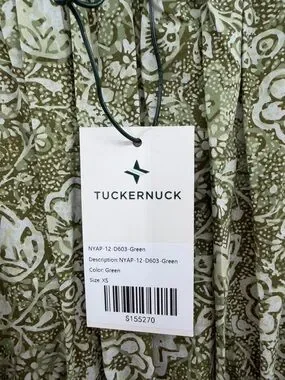 TUCKERNUCK
NYAP-12-D603-Green
Description: NYAP-12-D603-Green
Color: Green
Size: XS
S155270